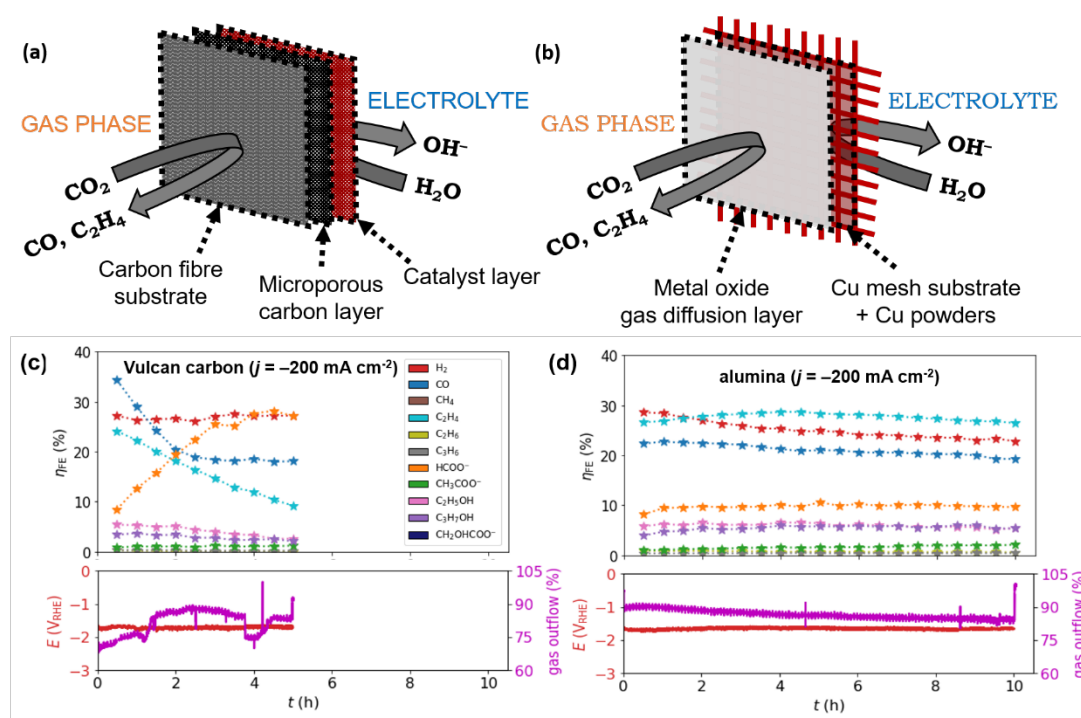 (a)
GAS PHASE
ELECTROLYTE
OH⁻
H₂O
CO₂
CO, C₂H₄
Carbon fibre
substrate
Microporous
carbon layer
Catalyst layer
(b)
GAS PHASE
ELECTROLYTE
OH⁻
H₂O
CO₂
CO, C₂H₄
Metal oxide
gas diffusion layer
Cu mesh substrate
+ Cu powders
(c)
Vulcan carbon (j = –200 mA cm⁻²)
40
30
20
10
0
η_FE (%)
H₂
CO
CH₄
C₂H₄
C₂H₆
C₃H₆
HCOO⁻
CH₃COO⁻
C₂H₅OH
C₃H₇OH
CH₂OHCOO⁻
0
−1
−2
−3
E (V_RHE)
105
90
75
60
gas outflow (%)
0 2 4 6 8 10
t (h)
(d)
alumina (j = –200 mA cm⁻²)
40
30
20
10
0
η_FE (%)
0
−1
−2
−3
E (V_RHE)
105
90
75
60
gas outflow (%)
0 2 4 6 8 10
t (h)